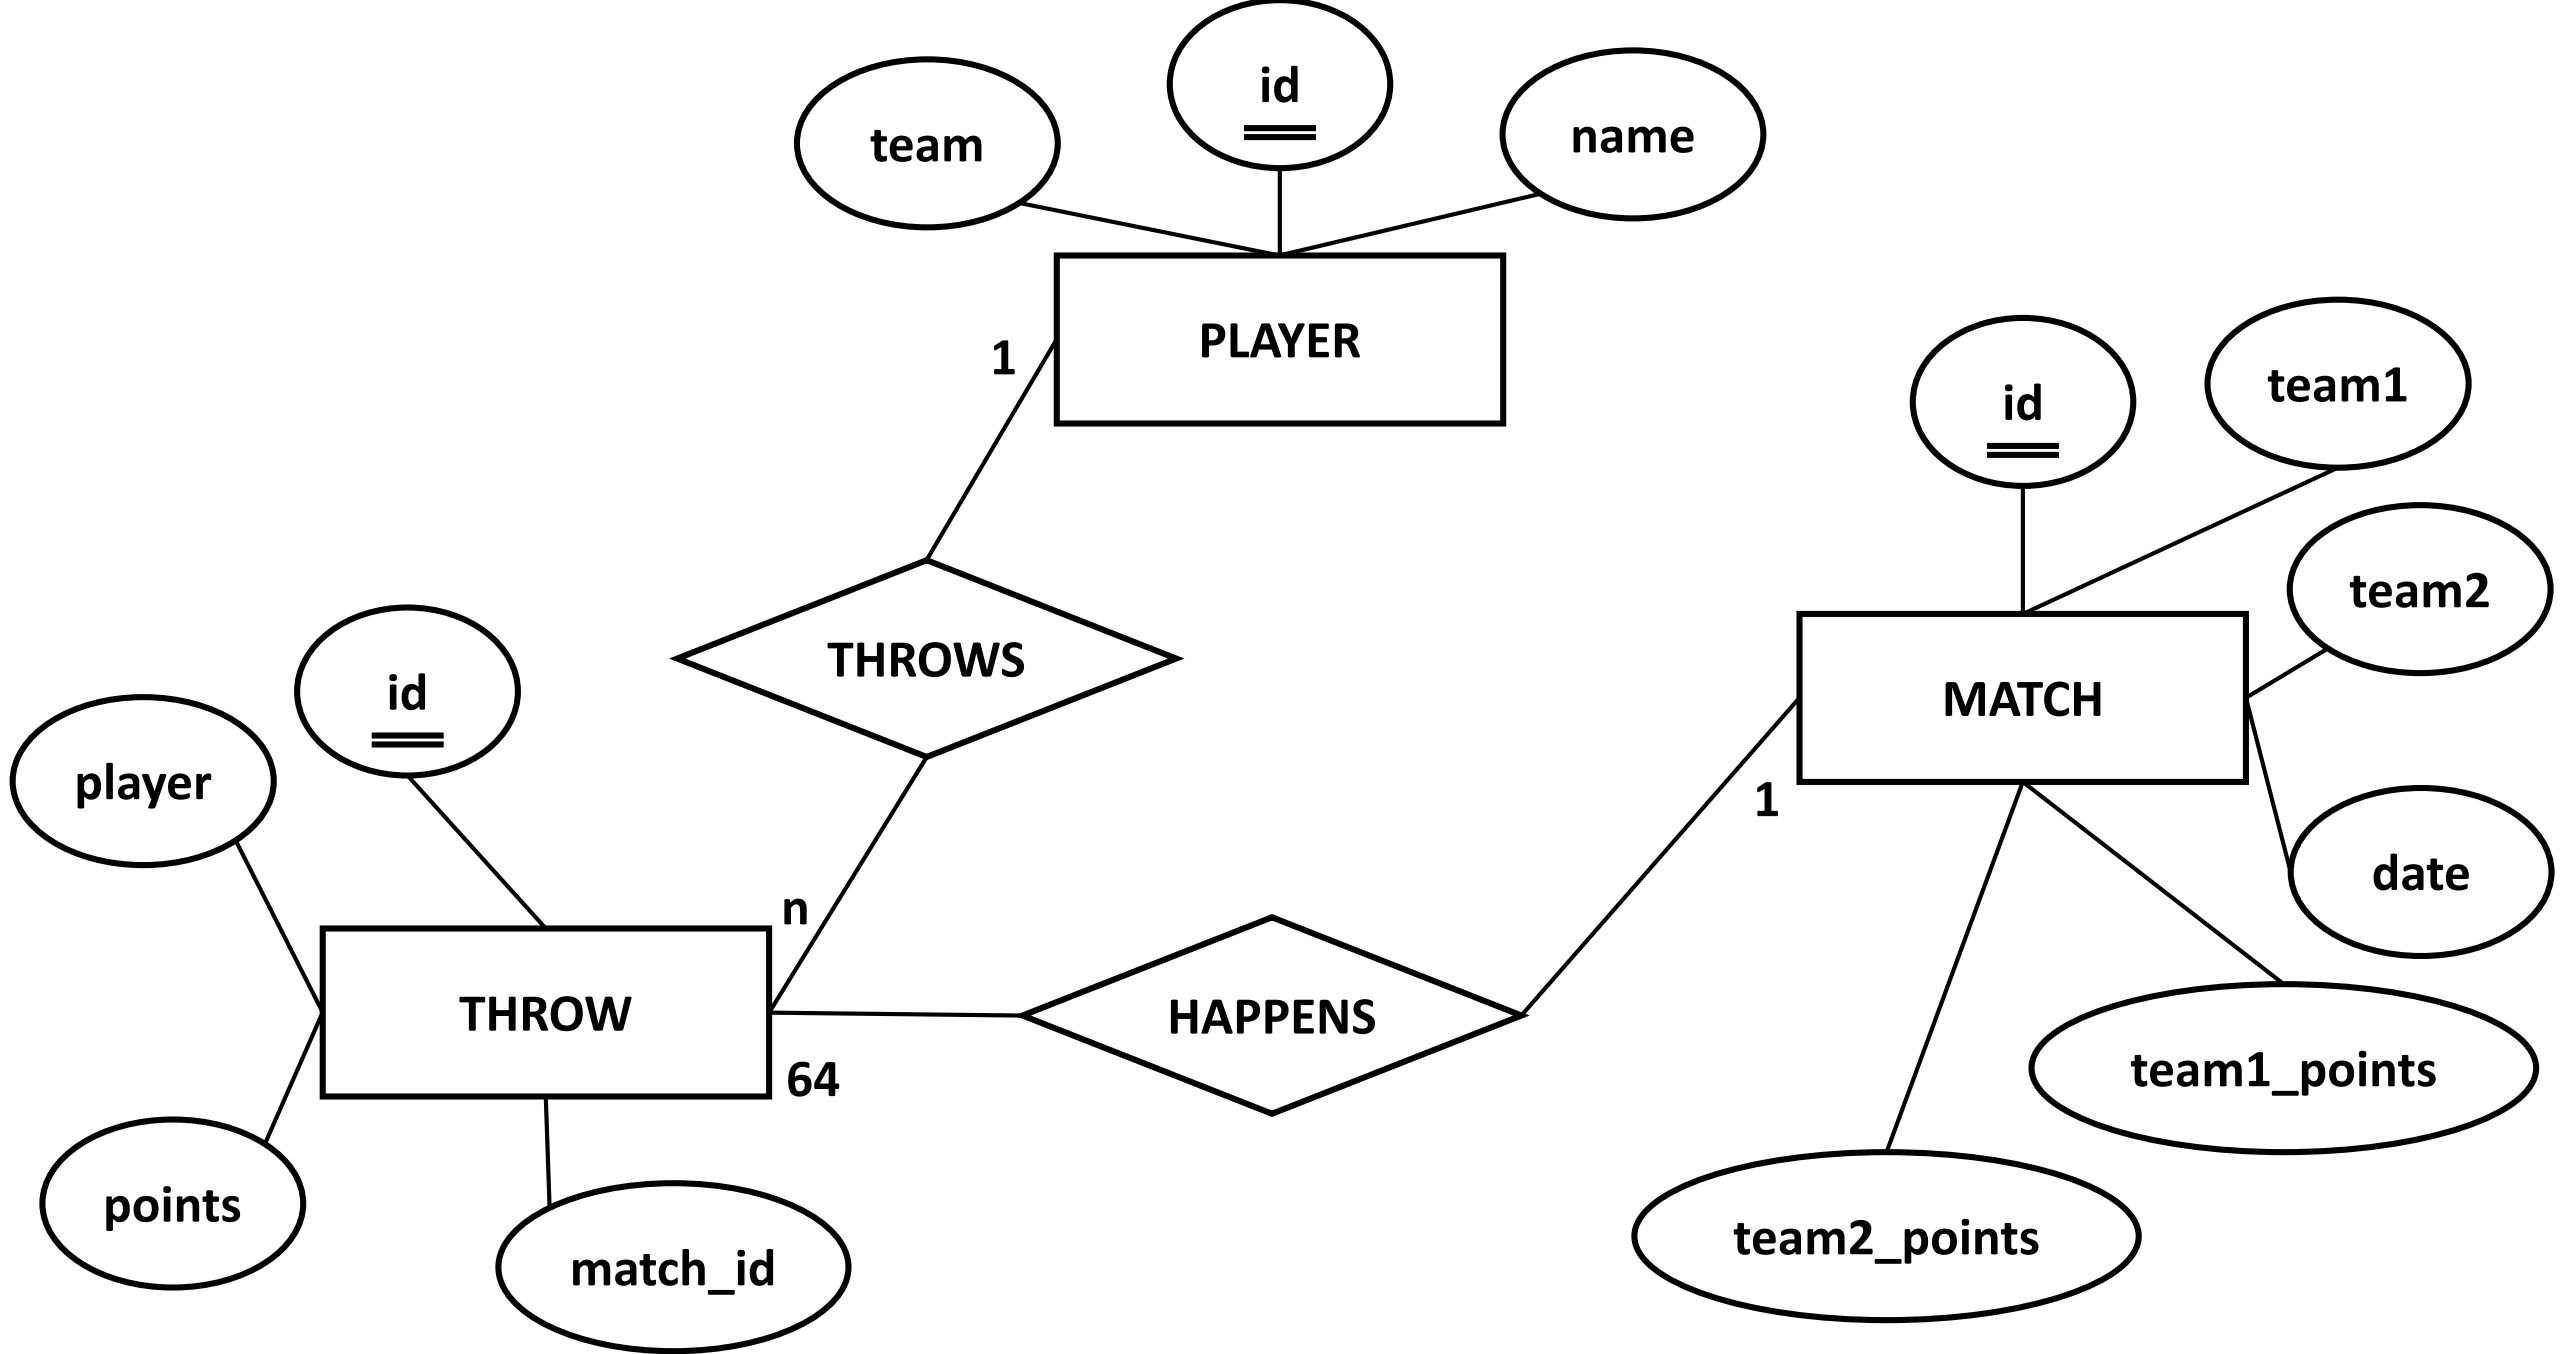 id
team
name
PLAYER
1
id
team1
team2
THROWS
id
MATCH
player
1
date
n
THROW
HAPPENS
64
team1_points
points
team2_points
match_id